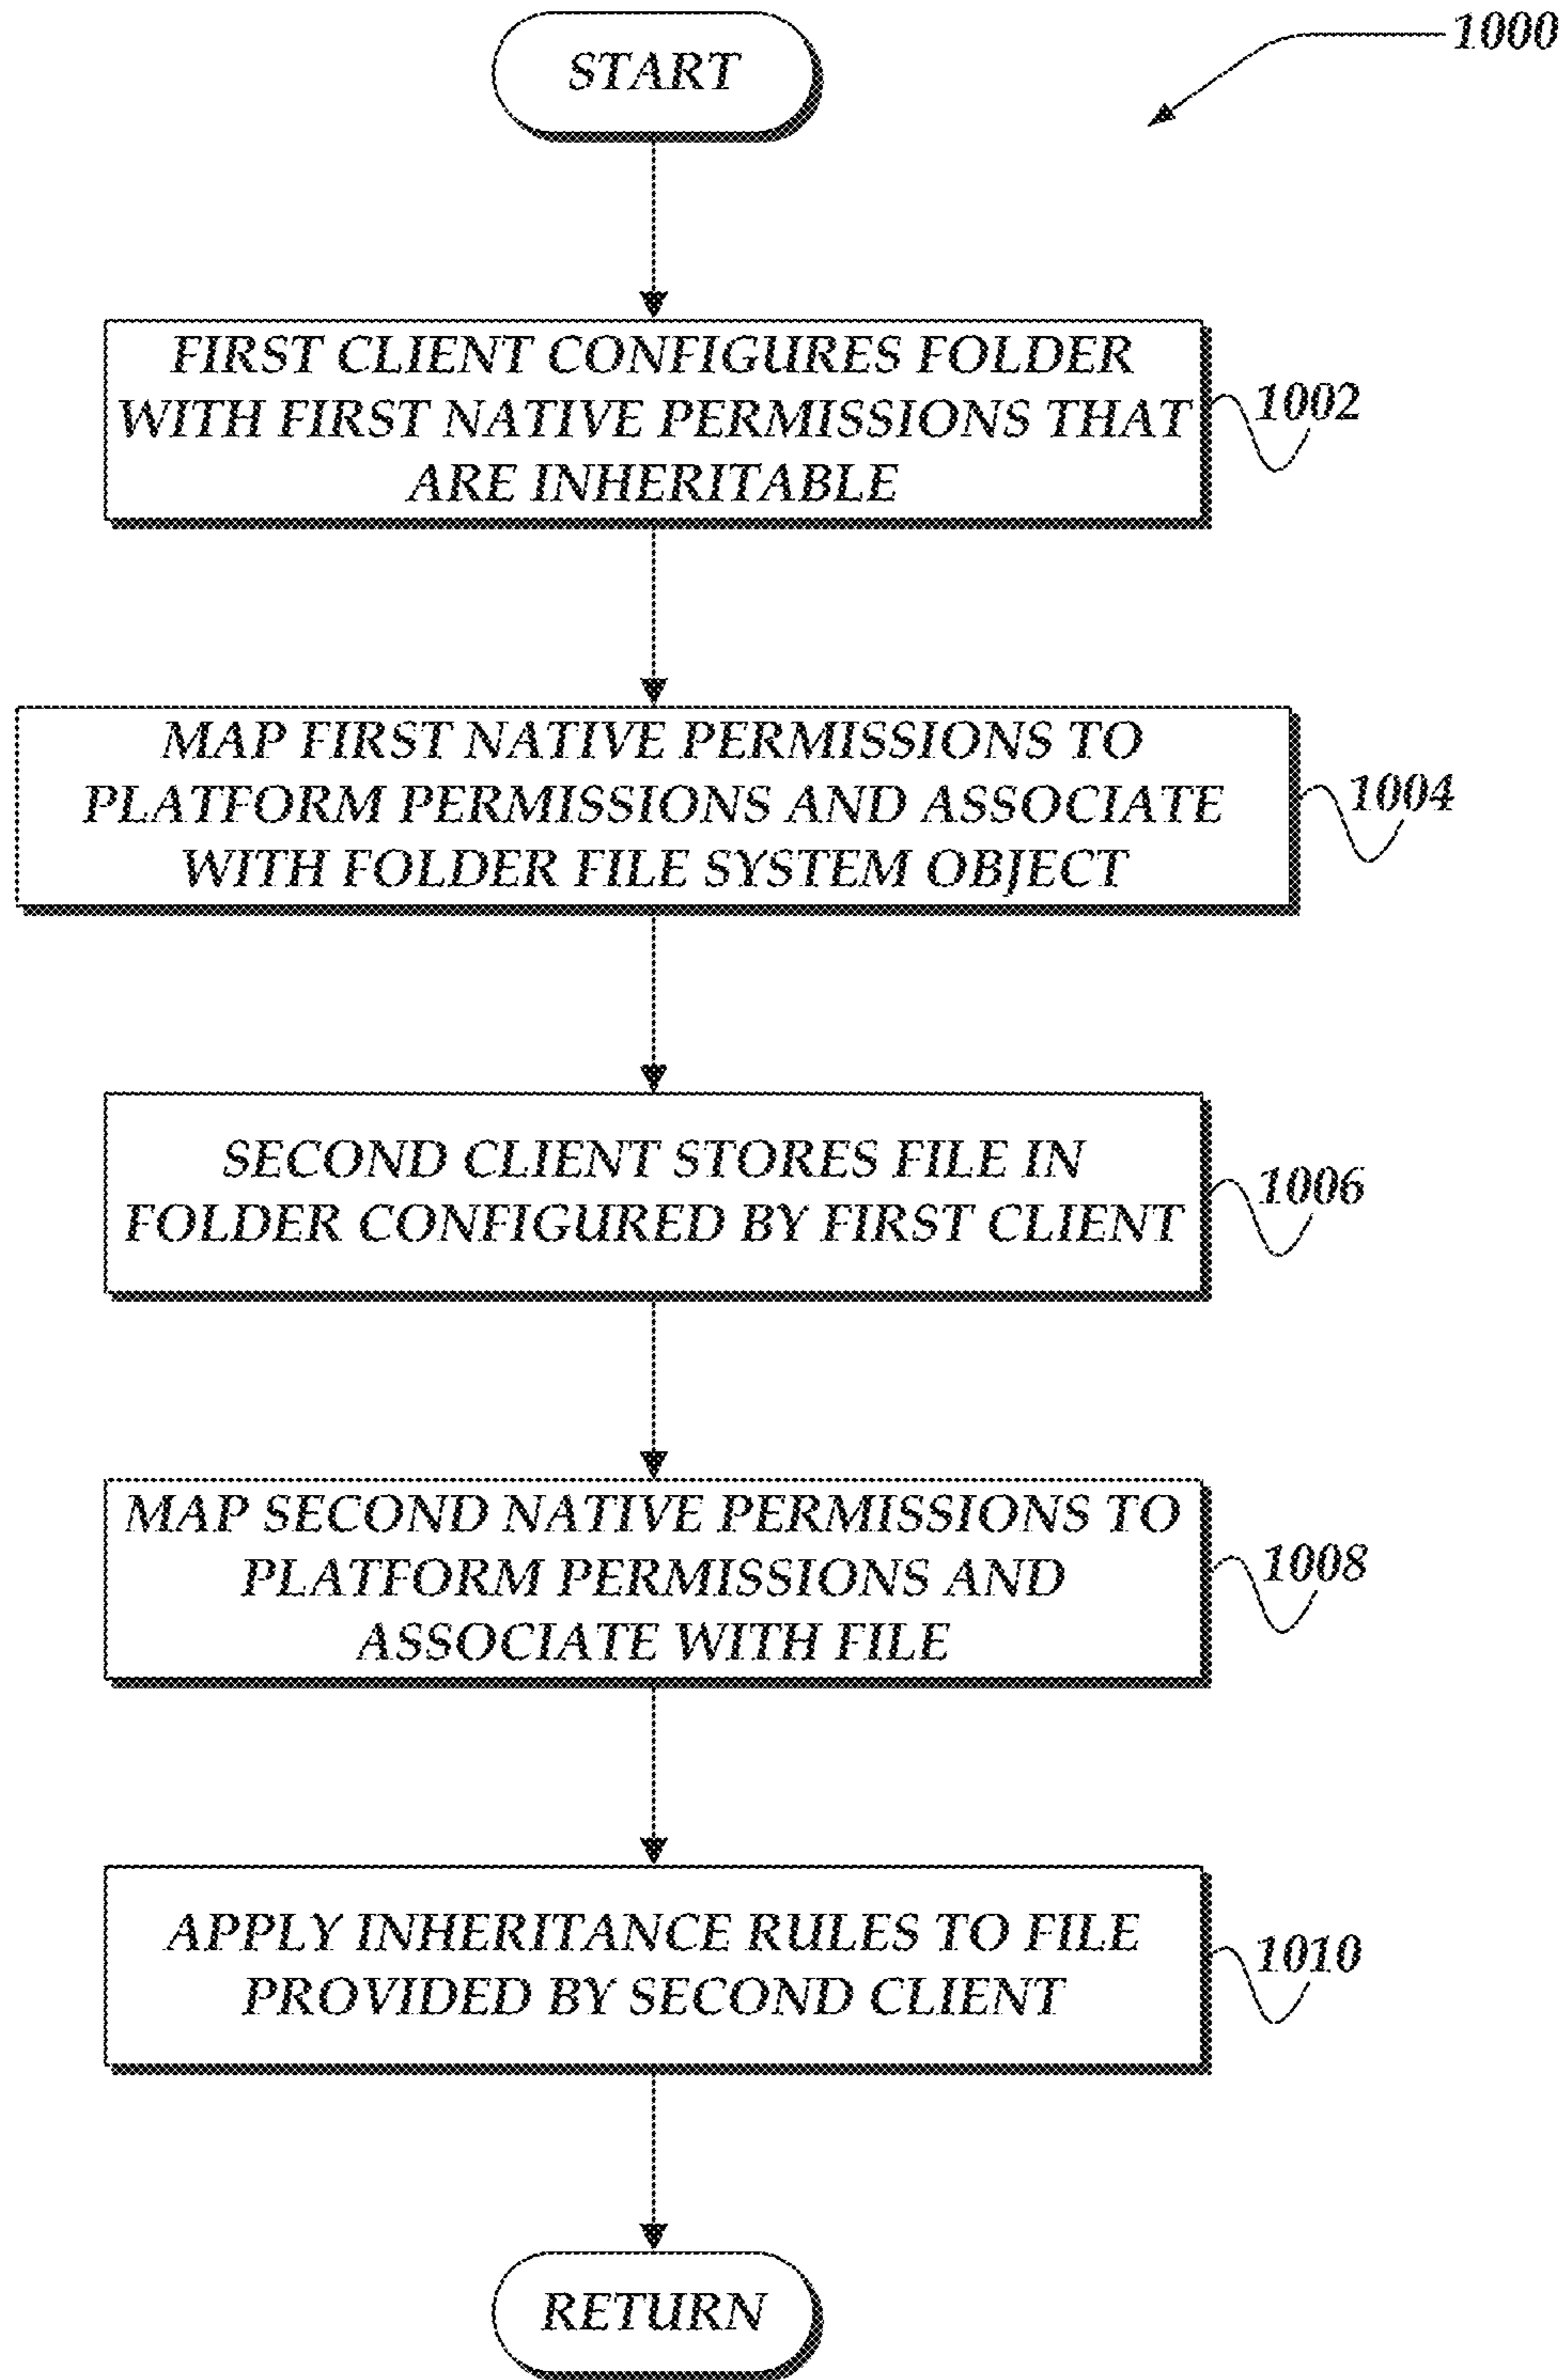 1000
START
FIRST CLIENT CONFIGURES FOLDER
WITH FIRST NATIVE PERMISSIONS THAT
ARE INHERITABLE
1002
MAP FIRST NATIVE PERMISSIONS TO
PLATFORM PERMISSIONS AND ASSOCIATE
WITH FOLDER FILE SYSTEM OBJECT
1004
SECOND CLIENT STORES FILE IN
FOLDER CONFIGURED BY FIRST CLIENT
1006
MAP SECOND NATIVE PERMISSIONS TO
PLATFORM PERMISSIONS AND
ASSOCIATE WITH FILE
1008
APPLY INHERITANCE RULES TO FILE
PROVIDED BY SECOND CLIENT
1010
RETURN